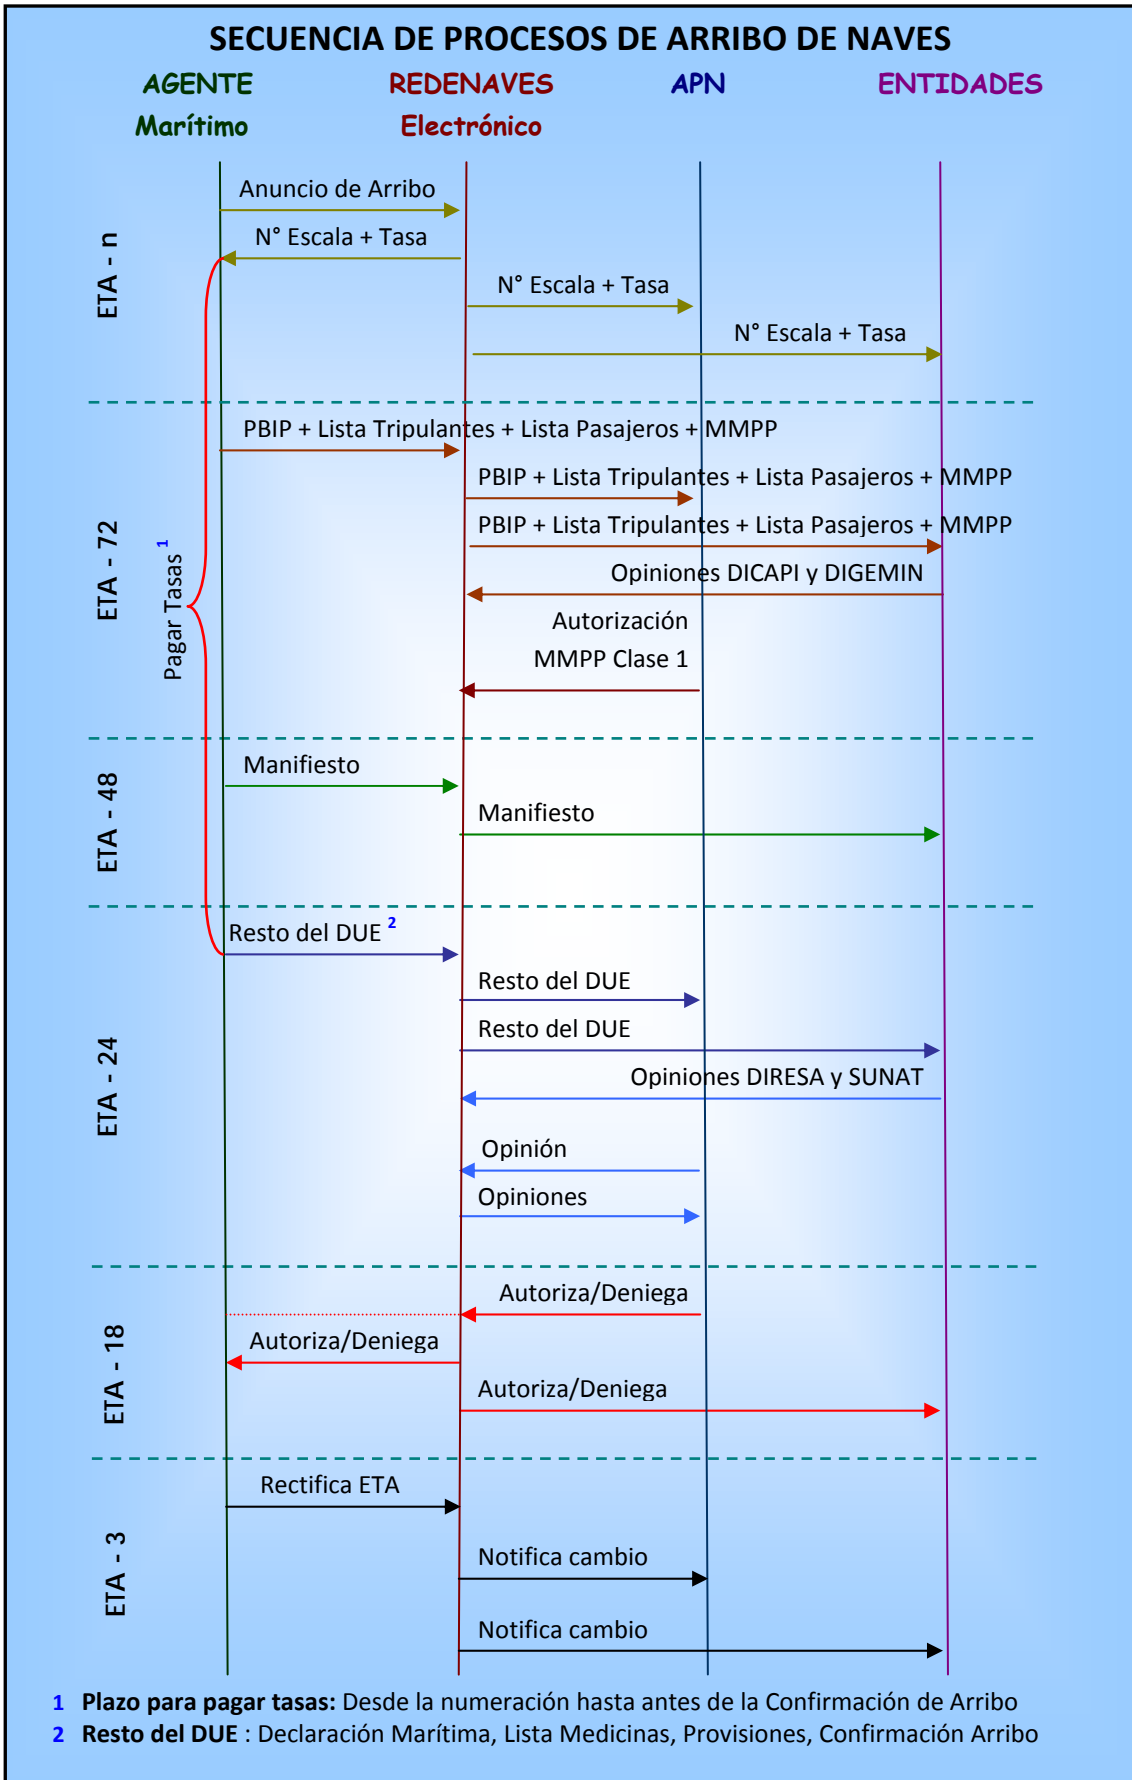 SECUENCIA DE PROCESOS DE ARRIBO DE NAVES
AGENTE
Marítimo
REDENAVES
Electrónico
APN
ENTIDADES
ETA - n
Anuncio de Arribo
N° Escala + Tasa
N° Escala + Tasa
N° Escala + Tasa
Pagar Tasas 1
ETA - 72
PBIP + Lista Tripulantes + Lista Pasajeros + MMPP
PBIP + Lista Tripulantes + Lista Pasajeros + MMPP
PBIP + Lista Tripulantes + Lista Pasajeros + MMPP
Opiniones DICAPI y DIGEMIN
Autorización
MMPP Clase 1
ETA - 48
Manifiesto
Manifiesto
ETA - 24
Resto del DUE 2
Resto del DUE
Resto del DUE
Opiniones DIRESA y SUNAT
Opinión
Opiniones
ETA - 18
Autoriza/Deniega
Autoriza/Deniega
Autoriza/Deniega
ETA - 3
Rectifica ETA
Notifica cambio
Notifica cambio
1 Plazo para pagar tasas: Desde la numeración hasta antes de la Confirmación de Arribo
2 Resto del DUE : Declaración Marítima, Lista Medicinas, Provisiones, Confirmación Arribo